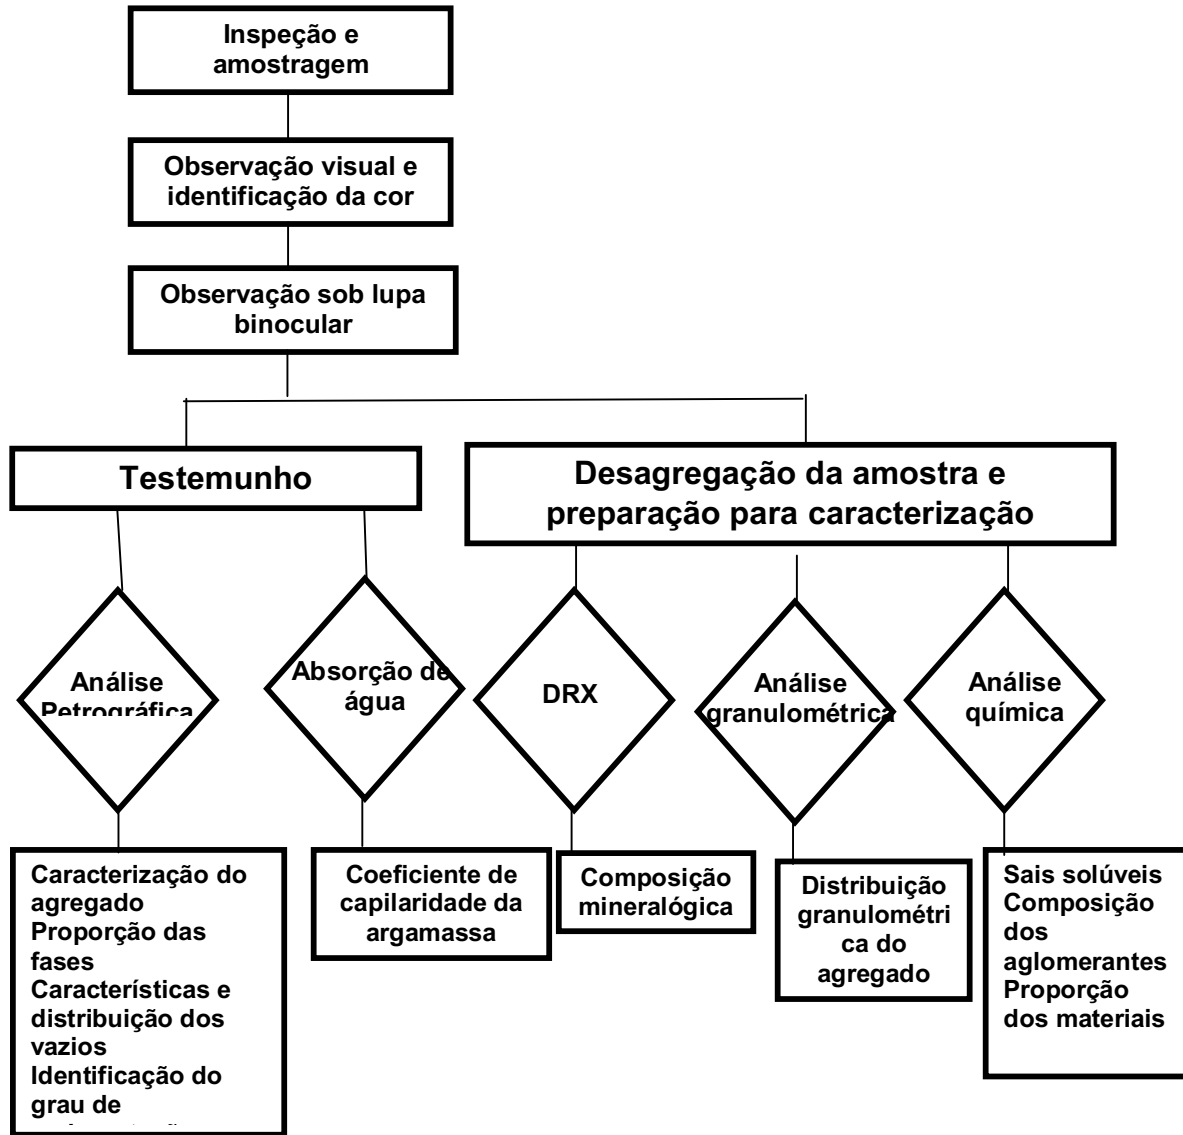 Inspeção e
amostragem
Observação visual e
identificação da cor
Observação sob lupa
binocular
Testemunho
Desagregação da amostra e
preparação para caracterização
Análise
Petrográfica
Absorção de
água
DRX
Análise
granulométrica
Análise
química
Caracterização do
agregado
Proporção das
fases
Características e
distribuição dos
vazios
Identificação do
grau de
Coeficiente de
capilaridade da
argamassa
Composição
mineralógica
Distribuição
granulométri
ca do
agregado
Sais solúveis
Composição
dos
aglomerantes
Proporção
dos materiais